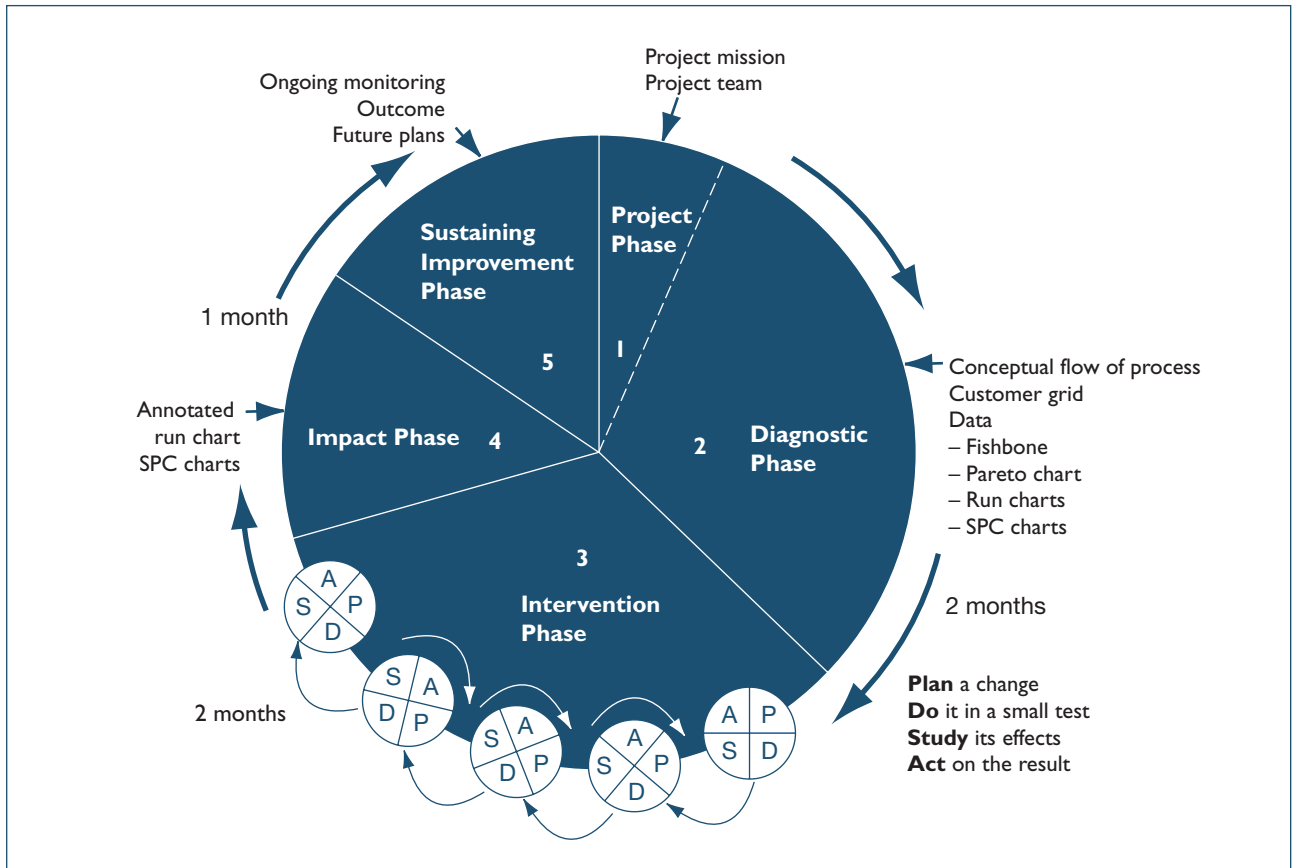 Project mission
Project team
Ongoing monitoring
Outcome
Future plans
Project
Phase
1
Sustaining
Improvement
Phase
5
1 month
Conceptual flow of process
Customer grid
Data
– Fishbone
– Pareto chart
– Run charts
– SPC charts
Diagnostic
Phase
2
Annotated
run chart
SPC charts
Impact Phase
4
3
Intervention
Phase
2 months
Plan a change
Do it in a small test
Study its effects
Act on the result
2 months
A
P
S
D
S
A
D
P
S
A
D
P
A
S
P
D
A
P
S
D